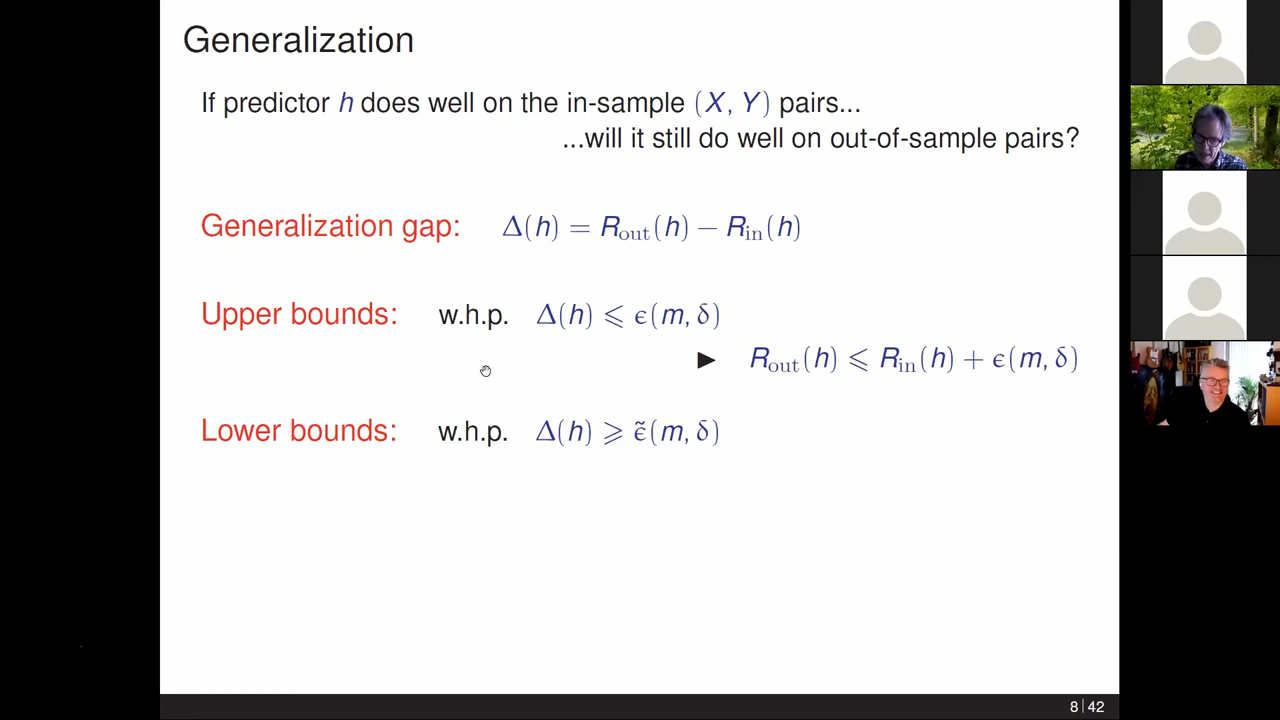 Generalization
If predictor h does well on the in-sample (X, Y) pairs...
...will it still do well on out-of-sample pairs?
Generalization gap: Δ(h) = R_out(h) − R_in(h)
Upper bounds: w.h.p. Δ(h) ⩽ ϵ(m, δ)
▶ R_out(h) ⩽ R_in(h) + ϵ(m, δ)
Lower bounds: w.h.p. Δ(h) ⩾ ϵ̃(m, δ)
8 | 42